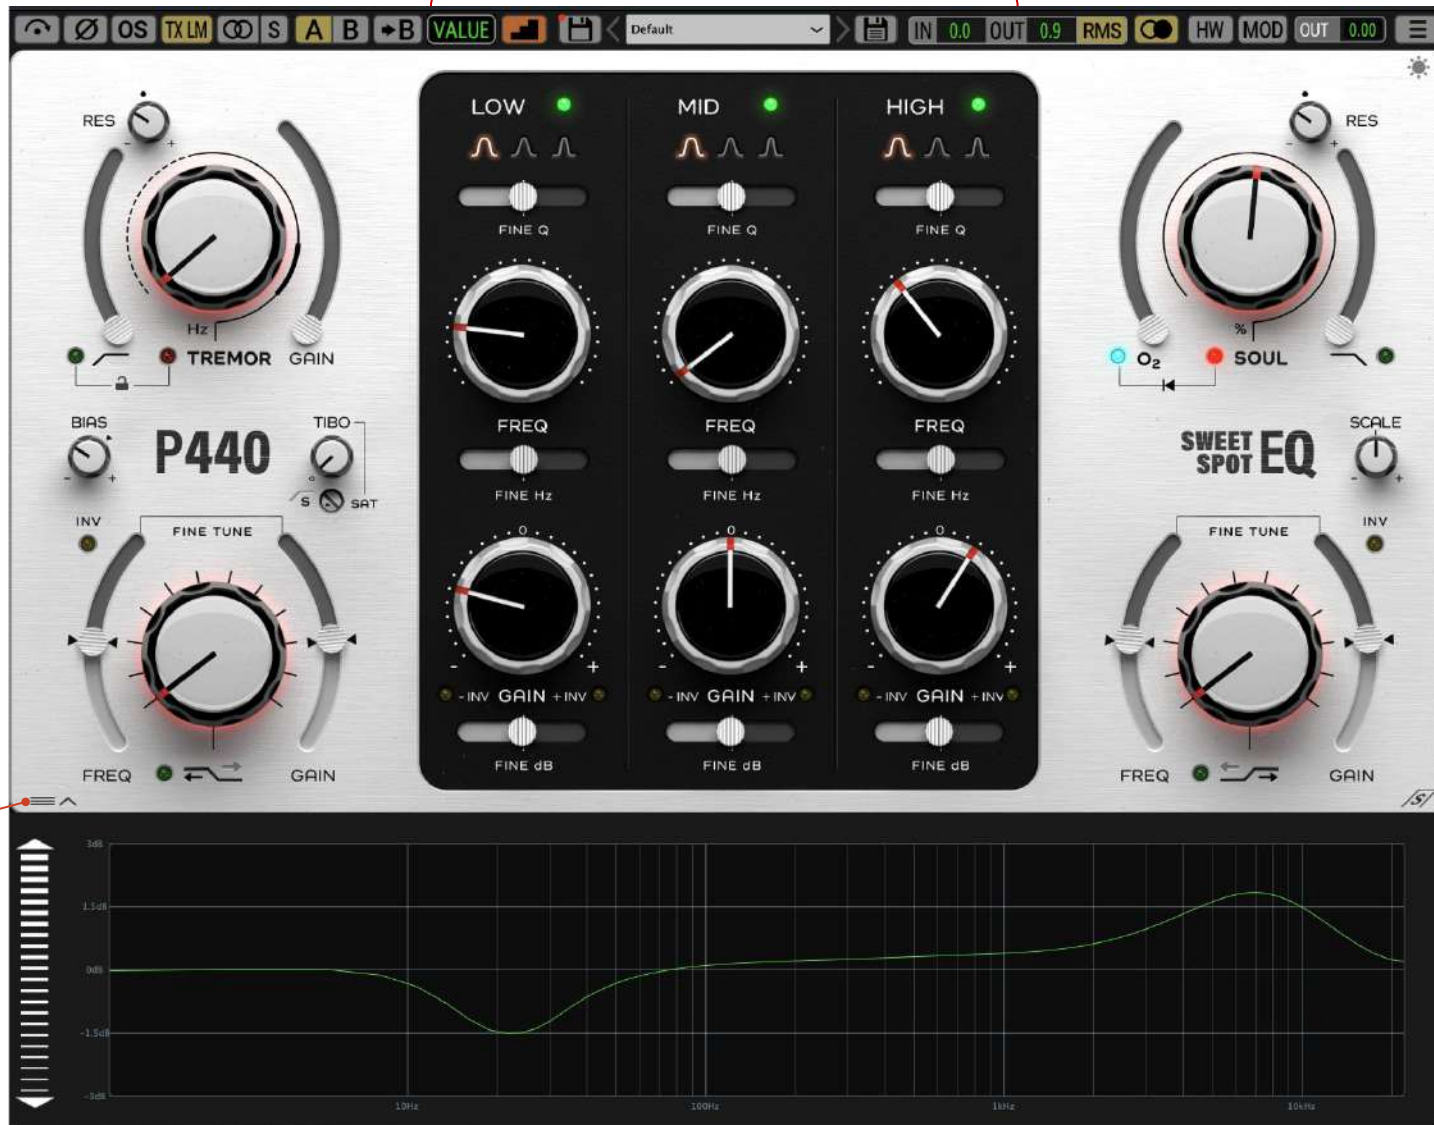 OS TX LM S A B B VALUE Default IN 0.0 OUT 0.9 RMS HW MOD OUT 0.00
LOW MID HIGH
RES RES
- + - +
FINE Q FINE Q FINE Q
Hz %
TREMOR GAIN O₂ SOUL
BIAS TIBO FREQ FREQ FREQ SCALE
P440 SWEET SPOT EQ
- + - +
S SAT FINE Hz FINE Hz FINE Hz
INV FINE TUNE FINE TUNE INV
0 0 0
- + - + - +
- INV GAIN + INV - INV GAIN + INV - INV GAIN + INV
FINE dB FINE dB FINE dB
FREQ GAIN FREQ GAIN
S
3dB
1.5dB
0dB
-1.5dB
-3dB
10Hz 100Hz 1kHz 10kHz